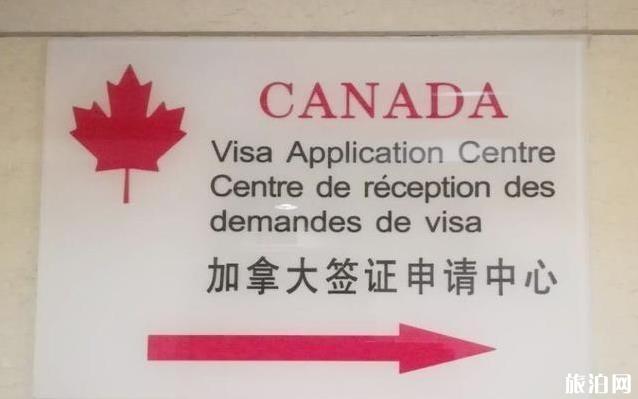 CANADA
Visa Application Centre
Centre de réception des
demandes de visa
加拿大签证申请中心
旅泊网